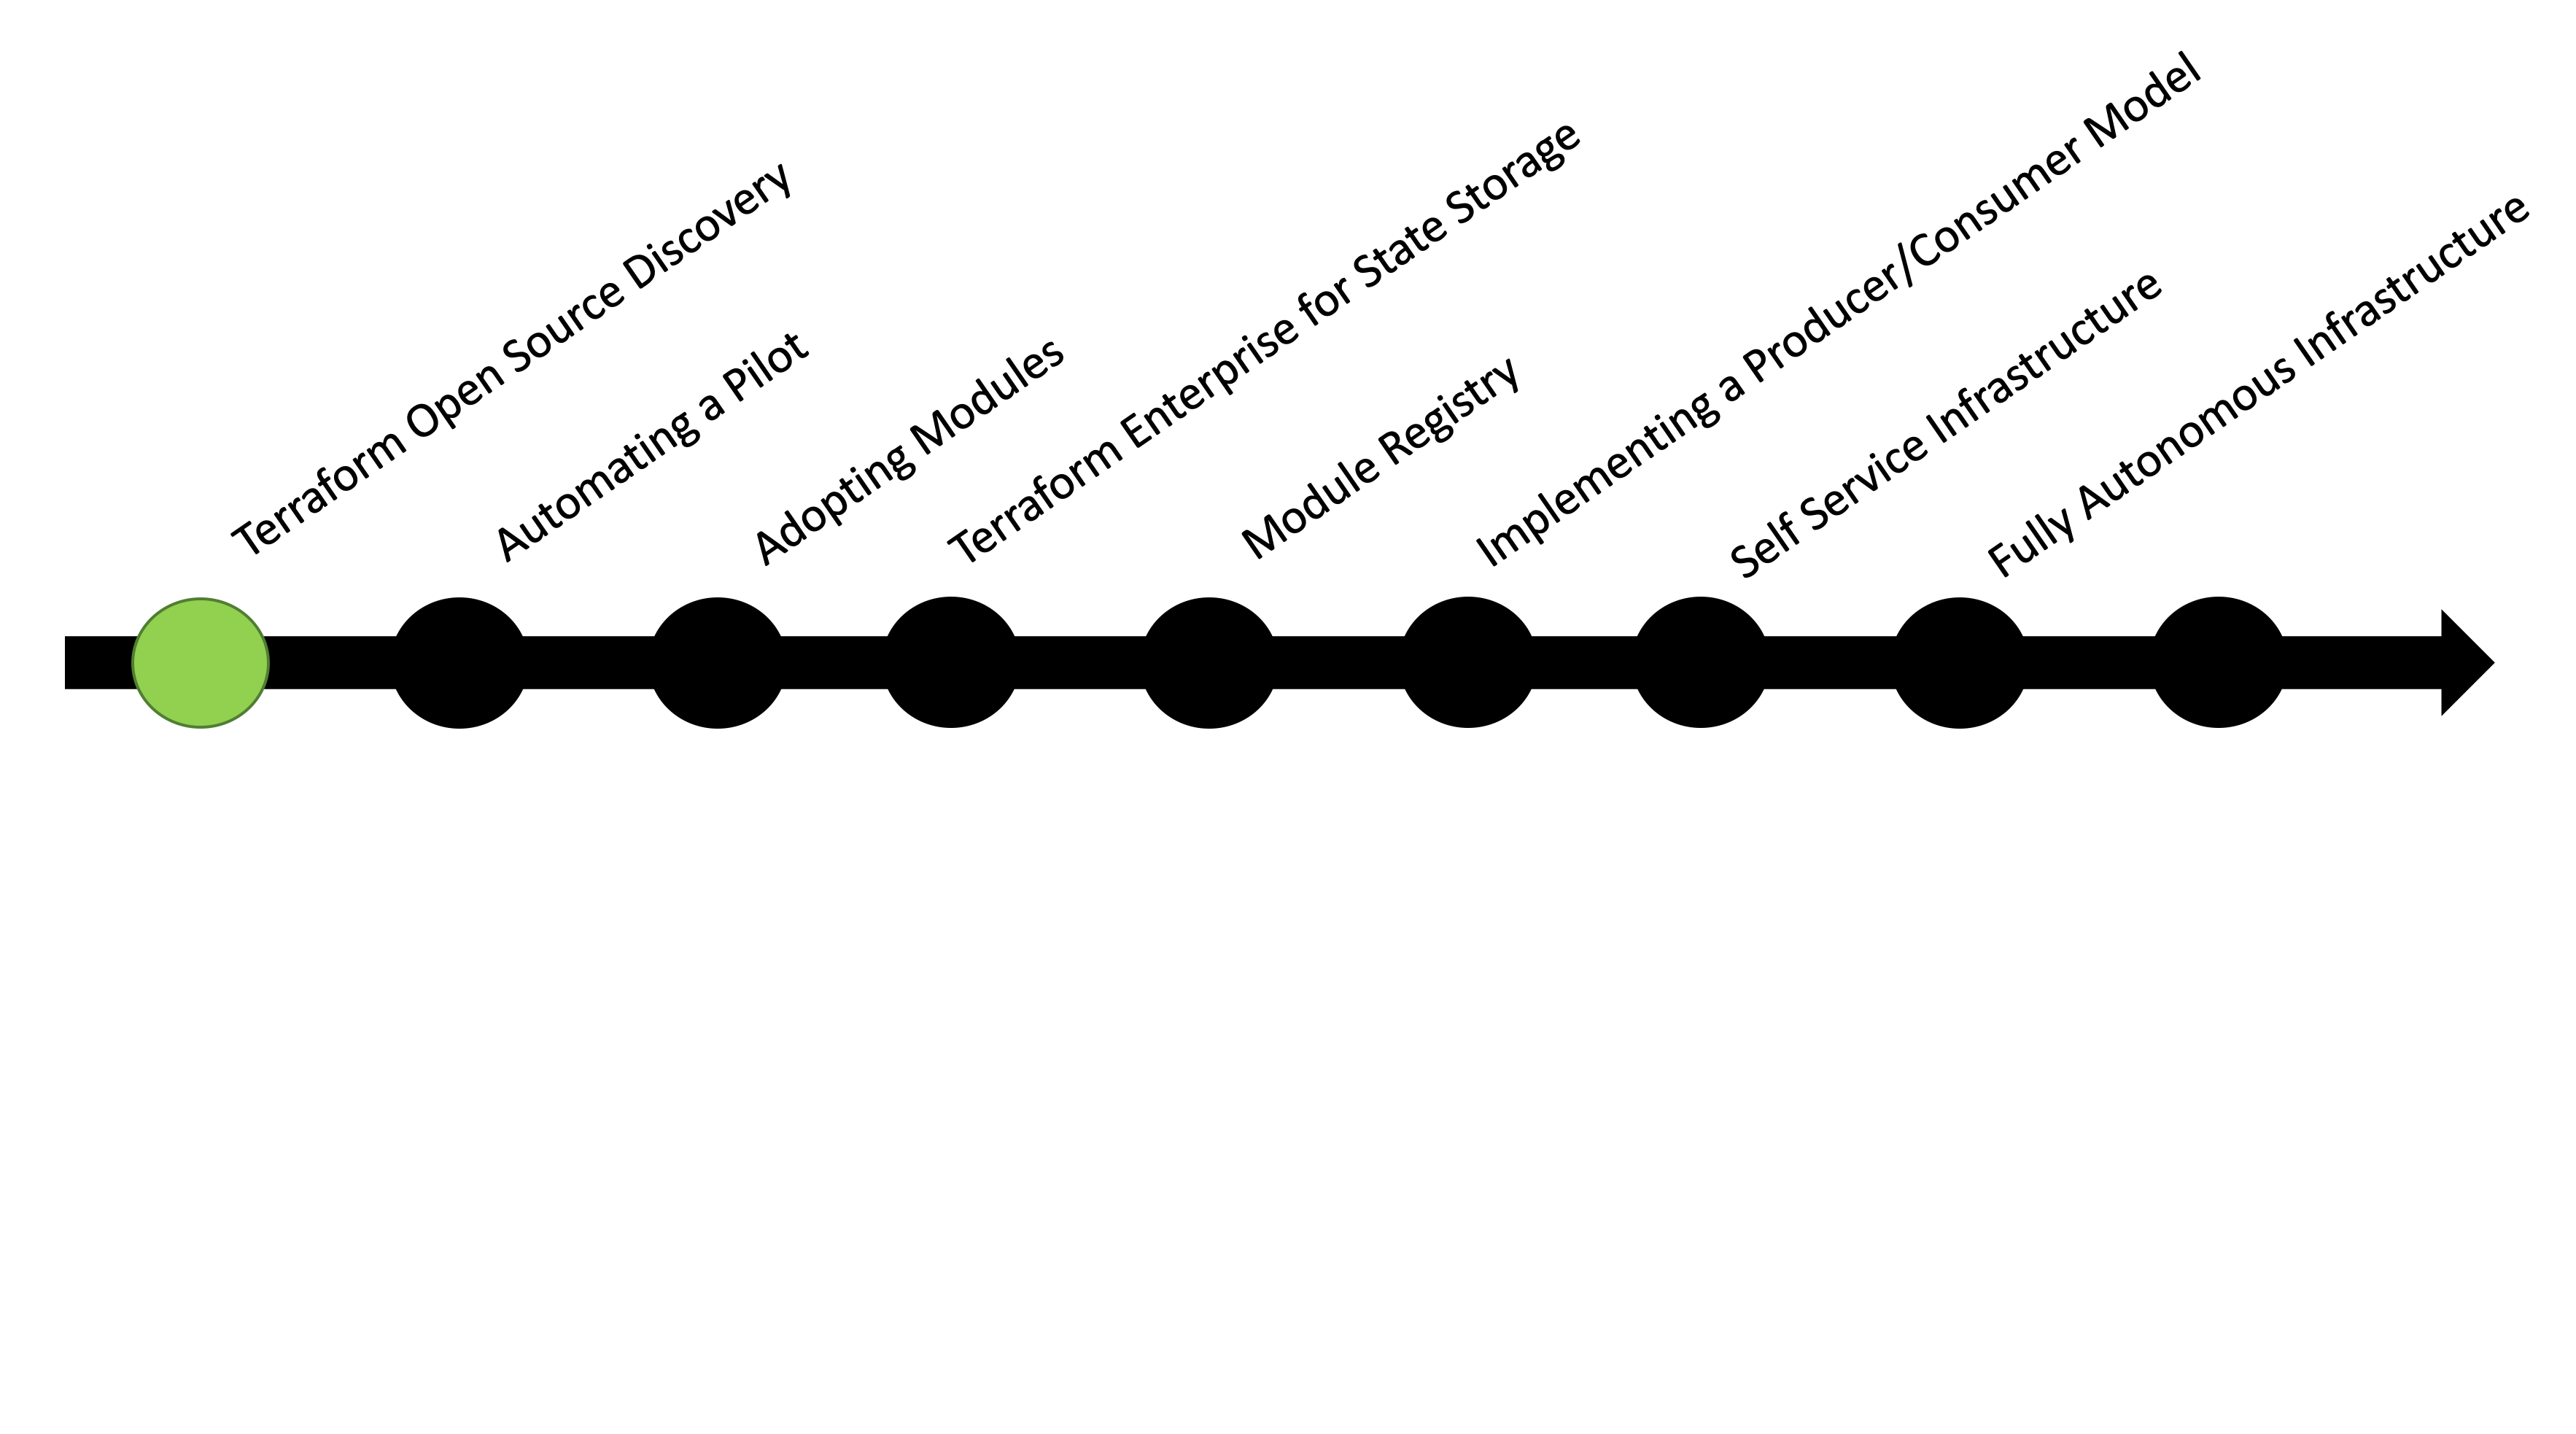 Terraform Open Source Discovery
Automating a Pilot
Adopting Modules
Terraform Enterprise for State Storage
Module Registry
Implementing a Producer/Consumer Model
Self Service Infrastructure
Fully Autonomous Infrastructure